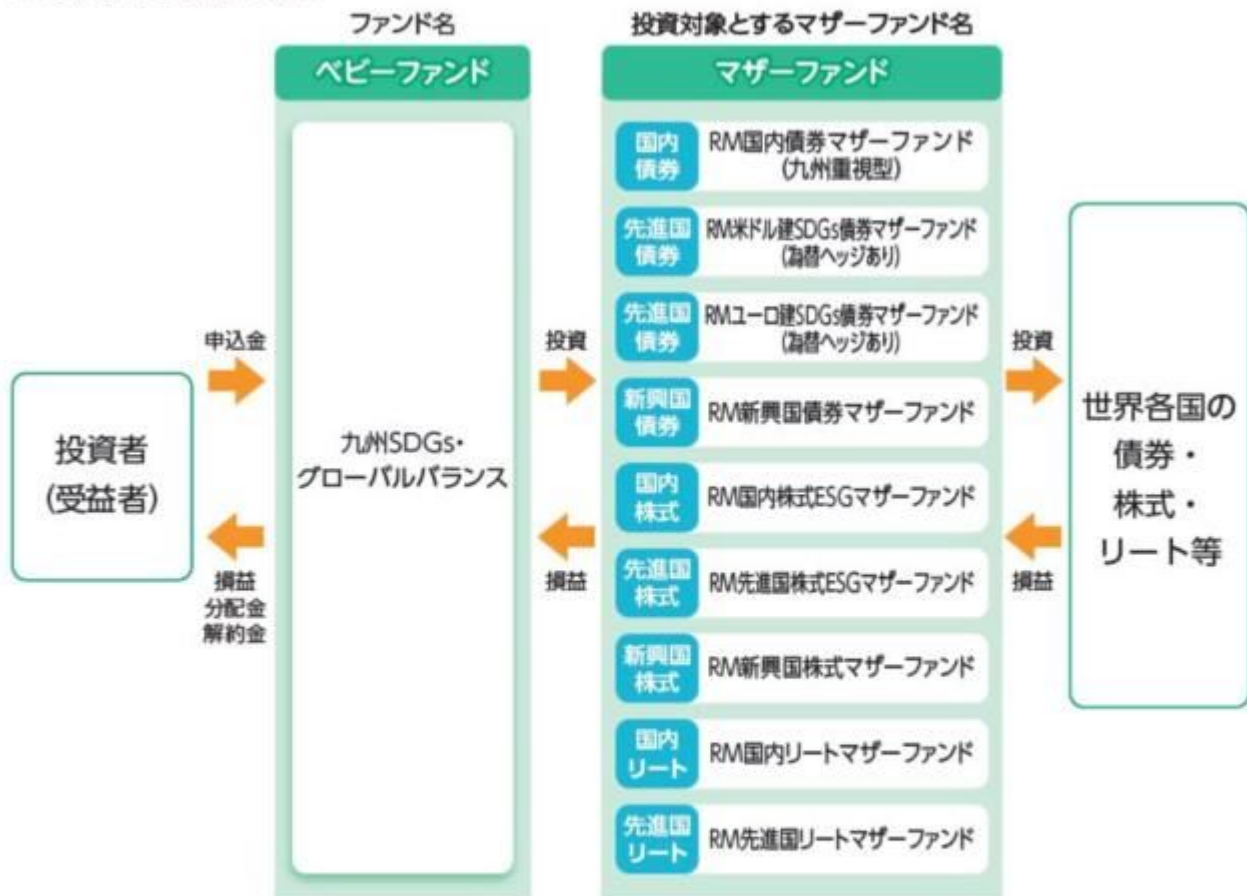 ファンド名
投資対象とするマザーファンド名
ベビーファンド
マザーファンド
国内
債券
RM国内債券マザーファンド
(九州重視型)
先進国
債券
RM米ドル建SDGs債券マザーファンド
(為替ヘッジあり)
先進国
債券
RMユーロ建SDGs債券マザーファンド
(為替ヘッジあり)
新興国
債券
RM新興国債券マザーファンド
国内
株式
RM国内株式ESGマザーファンド
先進国
株式
RM先進国株式ESGマザーファンド
新興国
株式
RM新興国株式マザーファンド
国内
リート
RM国内リートマザーファンド
先進国
リート
RM先進国リートマザーファンド
申込金
投資
投資
投資者
(受益者)
九州SDGs・
グローバルバランス
世界各国の
債券・
株式・
リート等
損益
分配金
解約金
損益
損益